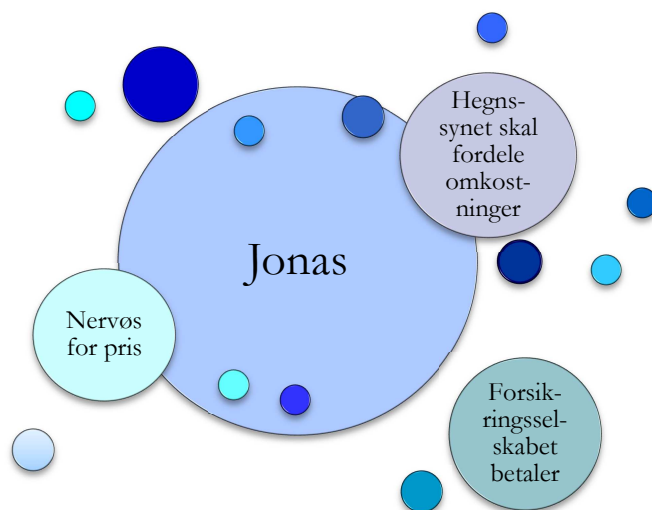 Hegns-
synet skal
fordele
omkost-
ninger
Jonas
Nervøs
for pris
Forsik-
ringssel-
skabet
betaler